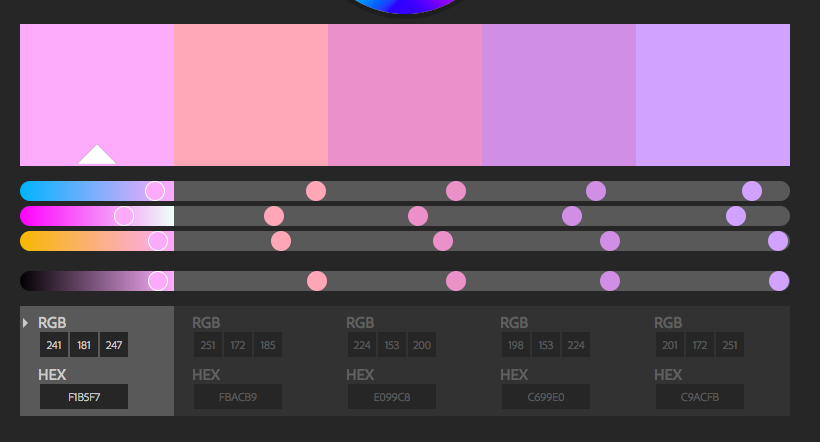 RGB RGB RGB RGB RGB
241 181 247 251 172 185 224 153 200 198 153 224 201 172 251
HEX HEX HEX HEX HEX
F1B5F7 FBACB9 E099C8 C699E0 C9ACFB